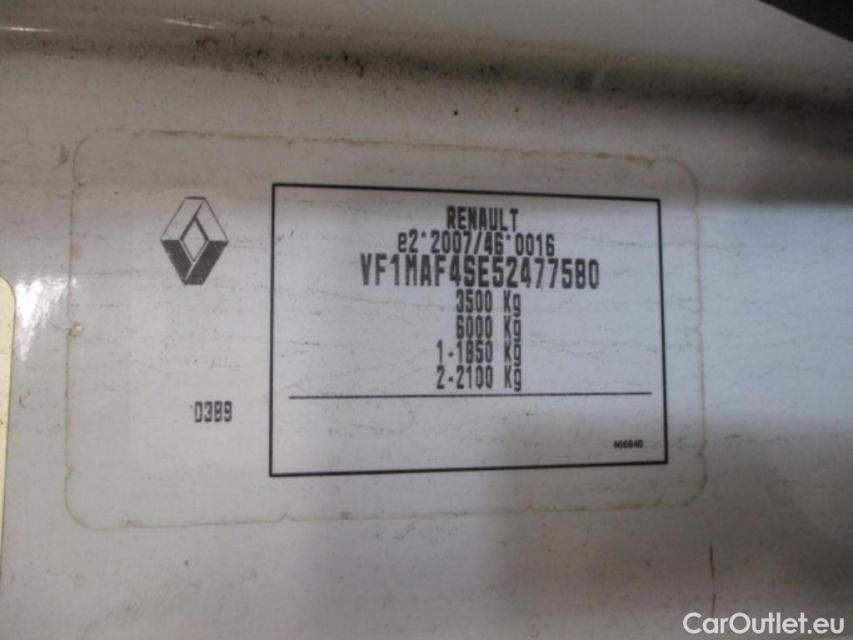 RENAULT
e2*2007/46*0016
VF1MAF4SE52477580
3500 Kg
6000 Kg
1-1850 Kg
2-2100 Kg
0389
466840
CarOutlet.eu